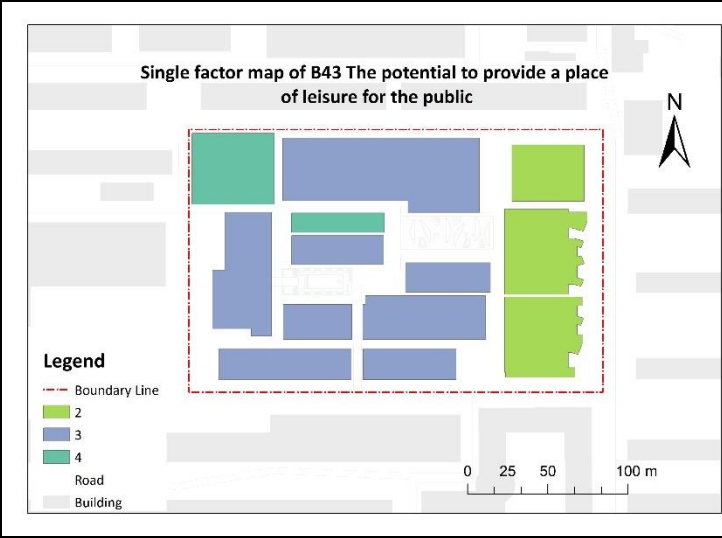 Single factor map of B43 The potential to provide a place
of leisure for the public
N
Legend
Boundary Line
2
3
4
Road
Building
0 25 50 100 m